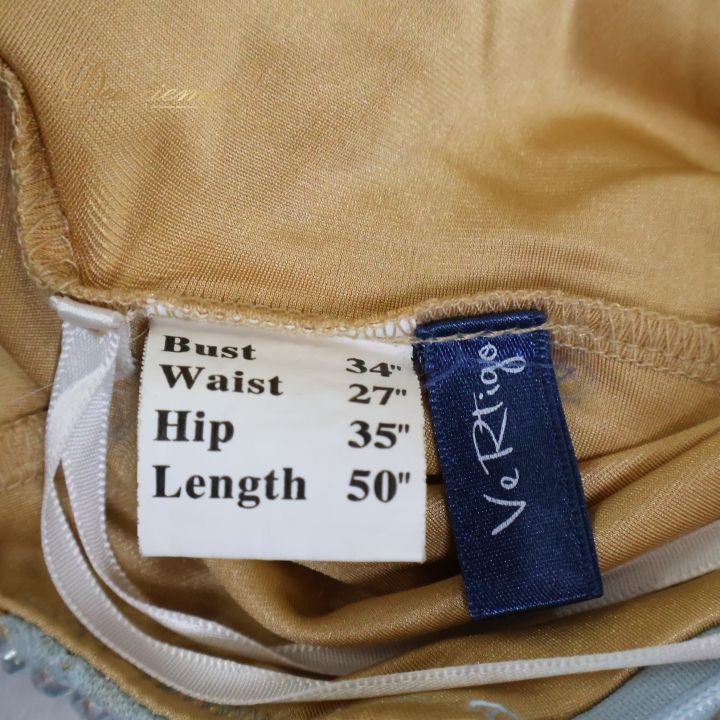 Bust 34"
Waist 27"
Hip 35"
Length 50"
VeRtigo